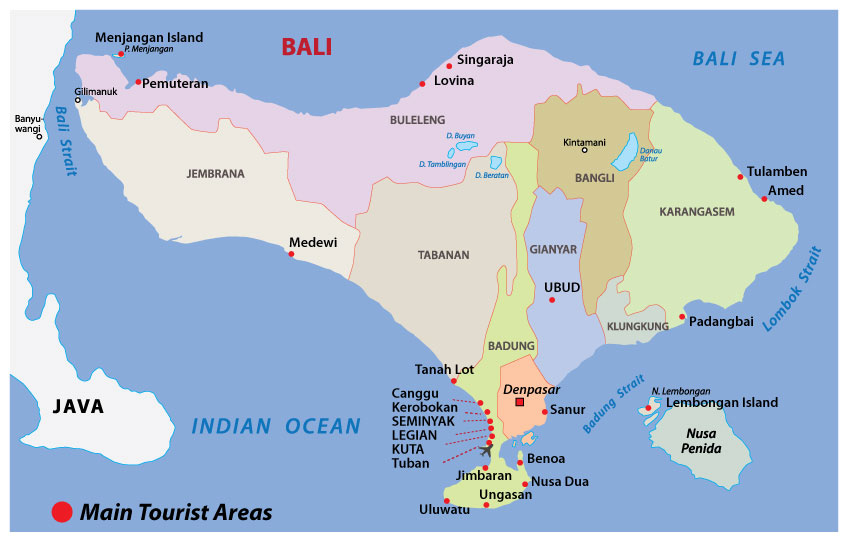 BALI
BALI SEA
Menjangan Island
P. Menjangan
Singaraja
Lovina
Pemuteran
Gilimanuk
Banyu-
wangi
Bali Strait
BULELENG
D. Buyan
D. Tamblingan
D. Beratan
Kintamani
Danau
Batur
BANGLI
JEMBRANA
Tulamben
Amed
KARANGASEM
Medewi
TABANAN
GIANYAR
UBUD
Lombok Strait
Padangbai
KLUNGKUNG
BADUNG
Tanah Lot
Denpasar
Badung Strait
N. Lembongan
Lembongan Island
Canggu
Kerobokan
SEMINYAK
LEGIAN
KUTA
Tuban
Sanur
JAVA
INDIAN OCEAN
Nusa
Penida
Benoa
Jimbaran
Nusa Dua
Ungasan
Uluwatu
Main Tourist Areas